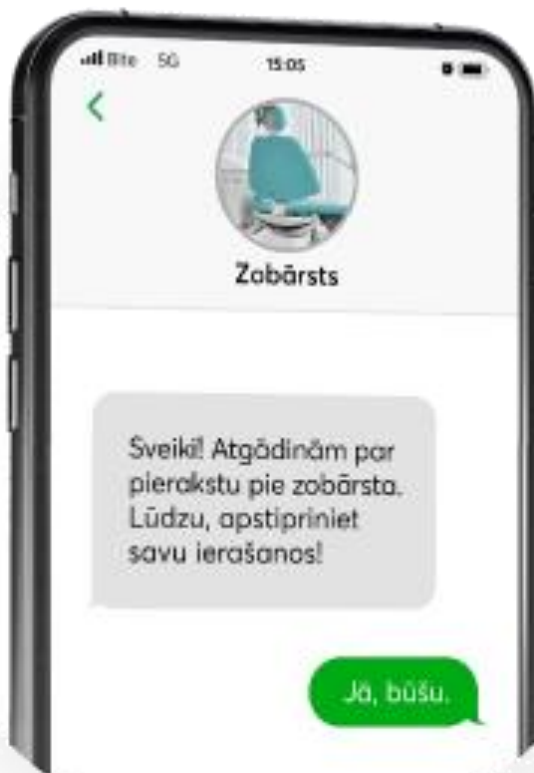 Bite 5G 15:05
Zobārsts
Sveiki! Atgādinām par
pierakstu pie zobārsta.
Lūdzu, apstipriniet
savu ierašanos!
Jā, būšu.